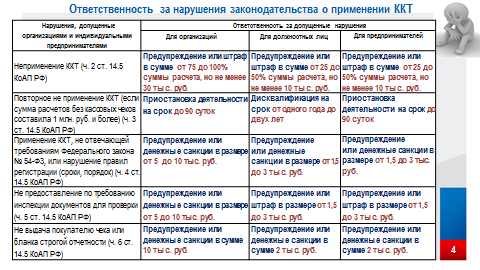 Ответственность за нарушения законодательства о применении ККТ
Нарушения, допущенные
организациями и индивидуальными
предпринимателями
Ответственность за допущенные нарушения
Для организаций
Для должностных лиц
Для предпринимателей
Неприменение ККТ (ч. 2 ст. 14.5
КоАП РФ)
Предупреждение или штраф
в сумме от 75 до 100%
суммы расчета, но не менее
30 тыс. руб.
Предупреждение или
штраф в сумме от 25 до
50% суммы расчета, но
не менее 10 тыс. руб.
Предупреждение или
штраф в сумме от 25 до
50% суммы расчета, но
не менее 10 тыс. руб.
Повторное не применение ККТ (если
сумма расчетов без кассовых чеков
составила 1 млн. руб. и более) (ч. 3
ст. 14.5 КоАП РФ)
Приостановка деятельности
на срок до 90 суток
Дисквалификация на
срок от одного года до
двух лет
Приостановка
деятельности на срок до
90 суток
Применение ККТ, не отвечающей
требованиям Федерального закона
№ 54-ФЗ, или нарушение правил
регистрации (сроки, порядок) (ч. 4 ст.
14.5 КоАП РФ)
Предупреждение или
денежные санкции в размере
от 5 до 10 тыс. руб.
Предупреждение
или денежные
санкции в размере от 1,5
до 3 тыс. руб.
Предупреждение
или денежные санкции в
размере от 1,5 до 3 тыс.
руб.
Не предоставление по требованию
инспекции документов для проверки
(ч. 5 ст. 14.5 КоАП РФ)
Предупреждение или
денежные санкции в размере
от 5 до 10 тыс. руб.
Предупреждение или
штраф в размере от 1,5
до 3 тыс. руб.
Предупреждение или
штраф в размере от 1,5
до 3 тыс. руб.
Не выдача покупателю чека или
бланка строгой отчетности (ч. 6 ст.
14.5 КоАП РФ)
Предупреждение или
денежные санкции в сумме
10 тыс. руб.
Предупреждение или
денежные санкции в
сумме 2 тыс. руб.
Предупреждение или
денежные санкции в
сумме 2 тыс. руб.
4